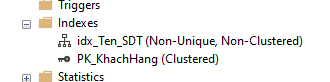 Triggers
Indexes
idx_Ten_SDT (Non-Unique, Non-Clustered)
PK_KhachHang (Clustered)
Statistics